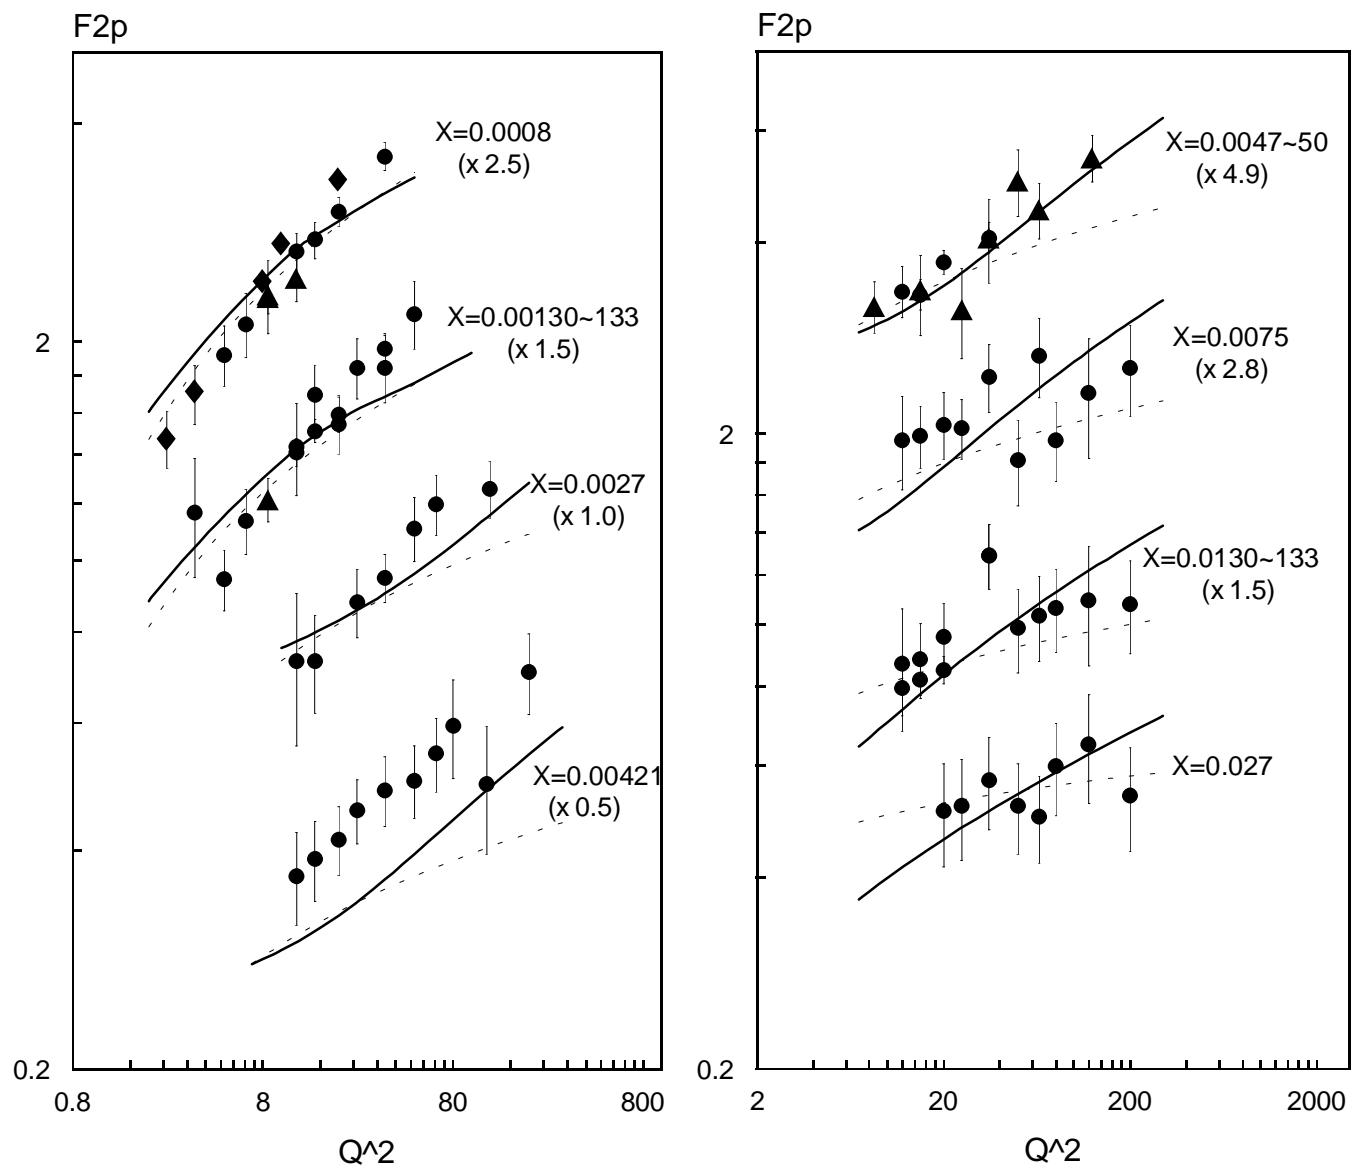 F2p
X=0.0008
(x 2.5)
X=0.00130~133
(x 1.5)
X=0.0027
(x 1.0)
X=0.00421
(x 0.5)
2
0.2
0.8
8
80
800
Q^2
F2p
X=0.0047~50
(x 4.9)
X=0.0075
(x 2.8)
X=0.0130~133
(x 1.5)
X=0.027
2
0.2
2
20
200
2000
Q^2